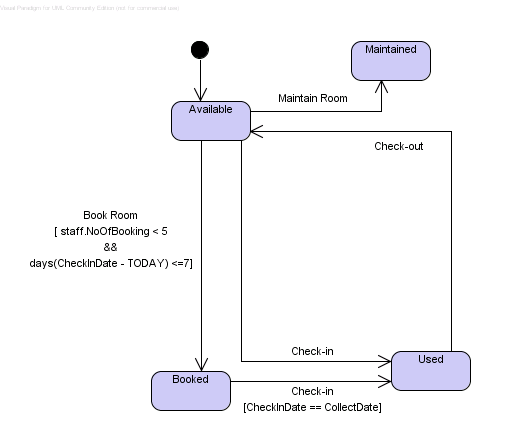 Visual Paradigm for UML Community Edition [not for commercial use]
Maintained
Maintain Room
Available
Check-out
Book Room
[ staff.NoOfBooking < 5
&&
days(CheckInDate - TODAY) <=7]
Check-in
Used
Booked
Check-in
[CheckInDate == CollectDate]